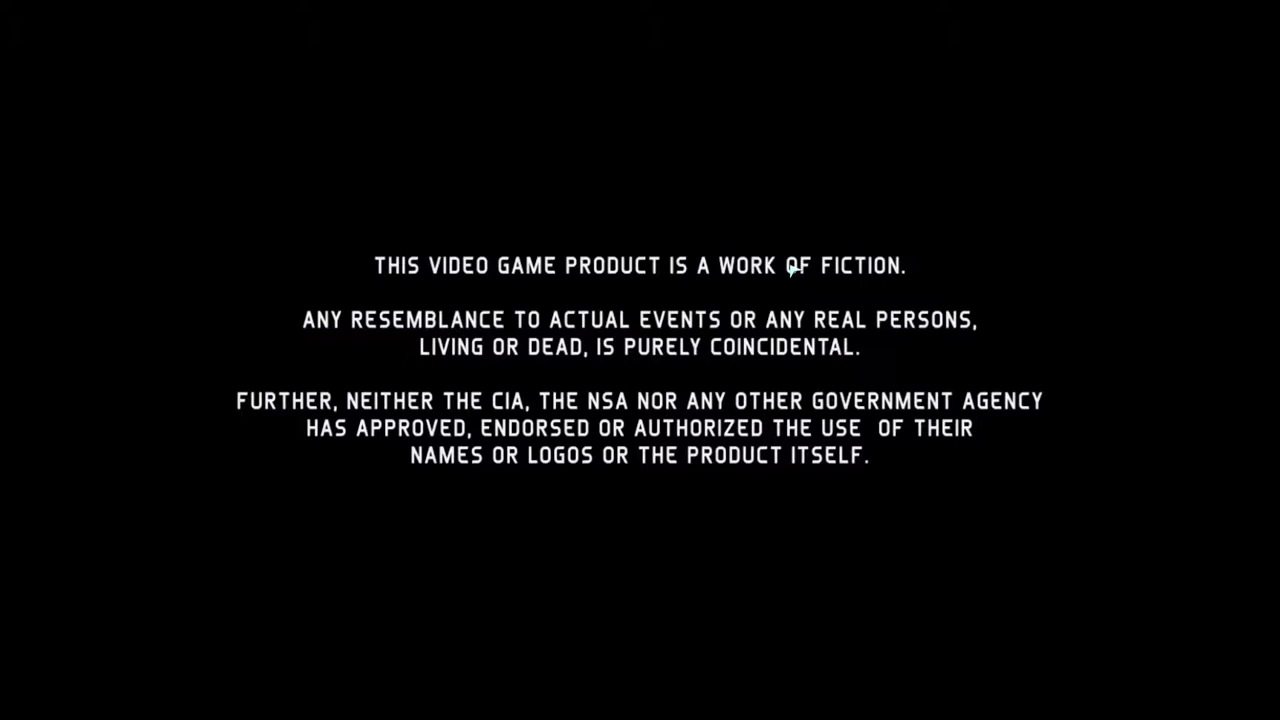 THIS VIDEO GAME PRODUCT IS A WORK OF FICTION.
ANY RESEMBLANCE TO ACTUAL EVENTS OR ANY REAL PERSONS,
LIVING OR DEAD, IS PURELY COINCIDENTAL.
FURTHER, NEITHER THE CIA, THE NSA NOR ANY OTHER GOVERNMENT AGENCY
HAS APPROVED, ENDORSED OR AUTHORIZED THE USE  OF THEIR
NAMES OR LOGOS OR THE PRODUCT ITSELF.